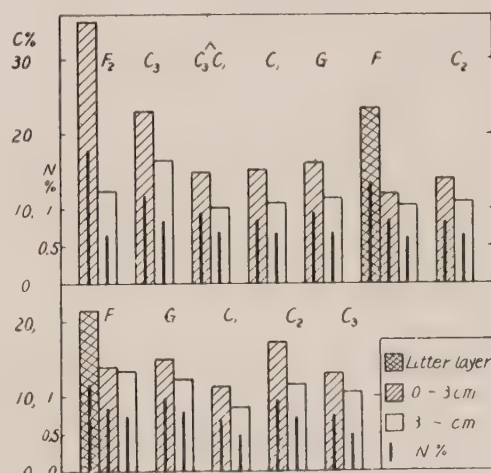 C%
30
F₂ C₃ C₃^C, C, G F C₂
20
N
%
10, 1
0,5
0
20,
F G C, C₂ C₃
10, 1
0,5
0
Litter layer
0 - 3cm
3 - cm
N %